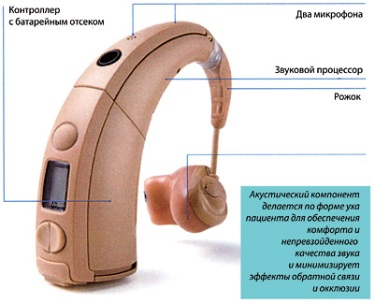 Контроллер
с батарейным отсеком
Два микрофона
Звуковой процессор
Рожок
Акустический компонент
делается по форме уха
пациента для обеспечения
комфорта и
непревзойденного
качества звука
и минимизирует
эффекты обратной связи
и окклюзии